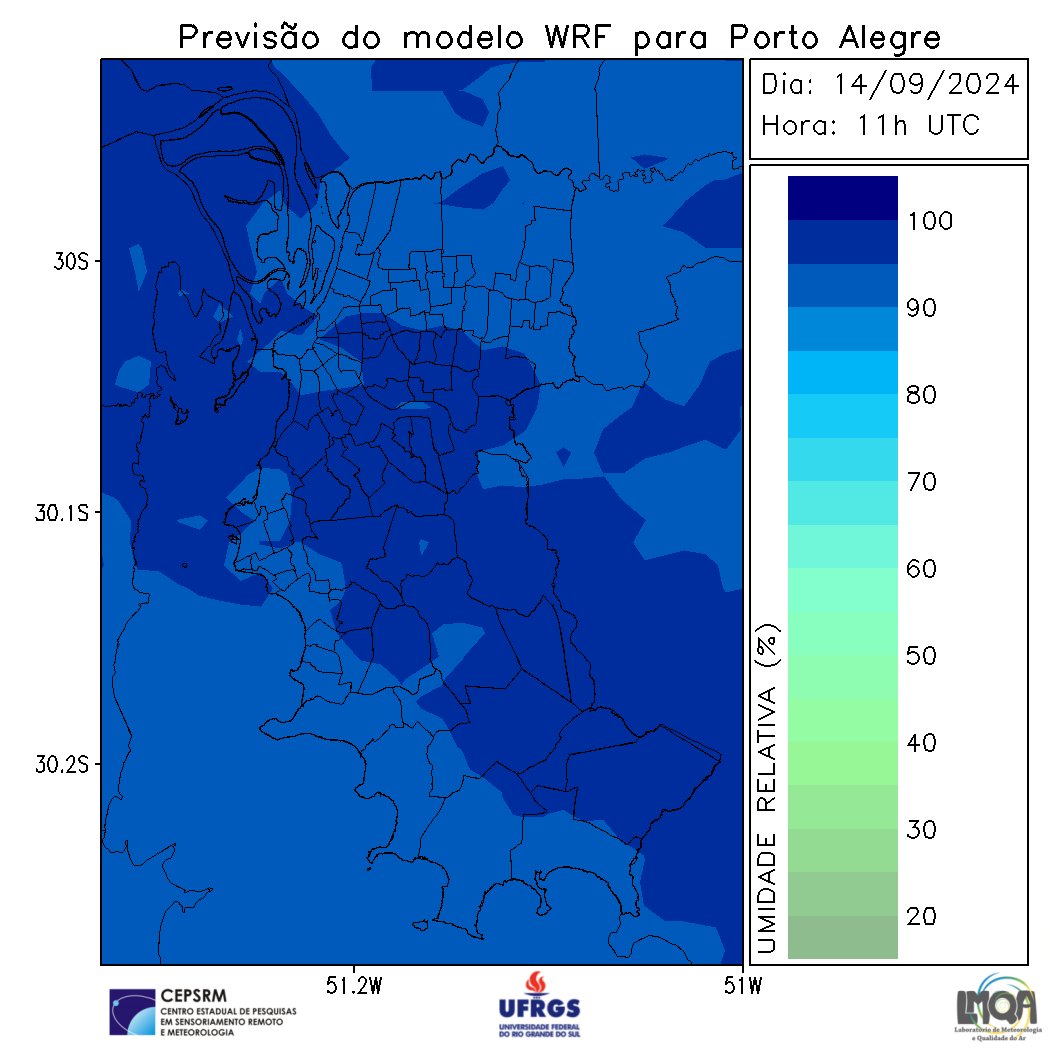 Previsão do modelo WRF para Porto Alegre
Dia: 14/09/2024
Hora: 11h UTC
100
90
80
70
60
50
40
30
20
UMIDADE RELATIVA (%)
30S
30.1S
30.2S
51.2W
51W
CEPSRM
CENTRO ESTADUAL DE PESQUISAS
EM SENSORIAMENTO REMOTO
E METEOROLOGIA
UFRGS
UNIVERSIDADE FEDERAL
DO RIO GRANDE DO SUL
LMQA
Laboratório de Meteorologia
e Qualidade do Ar